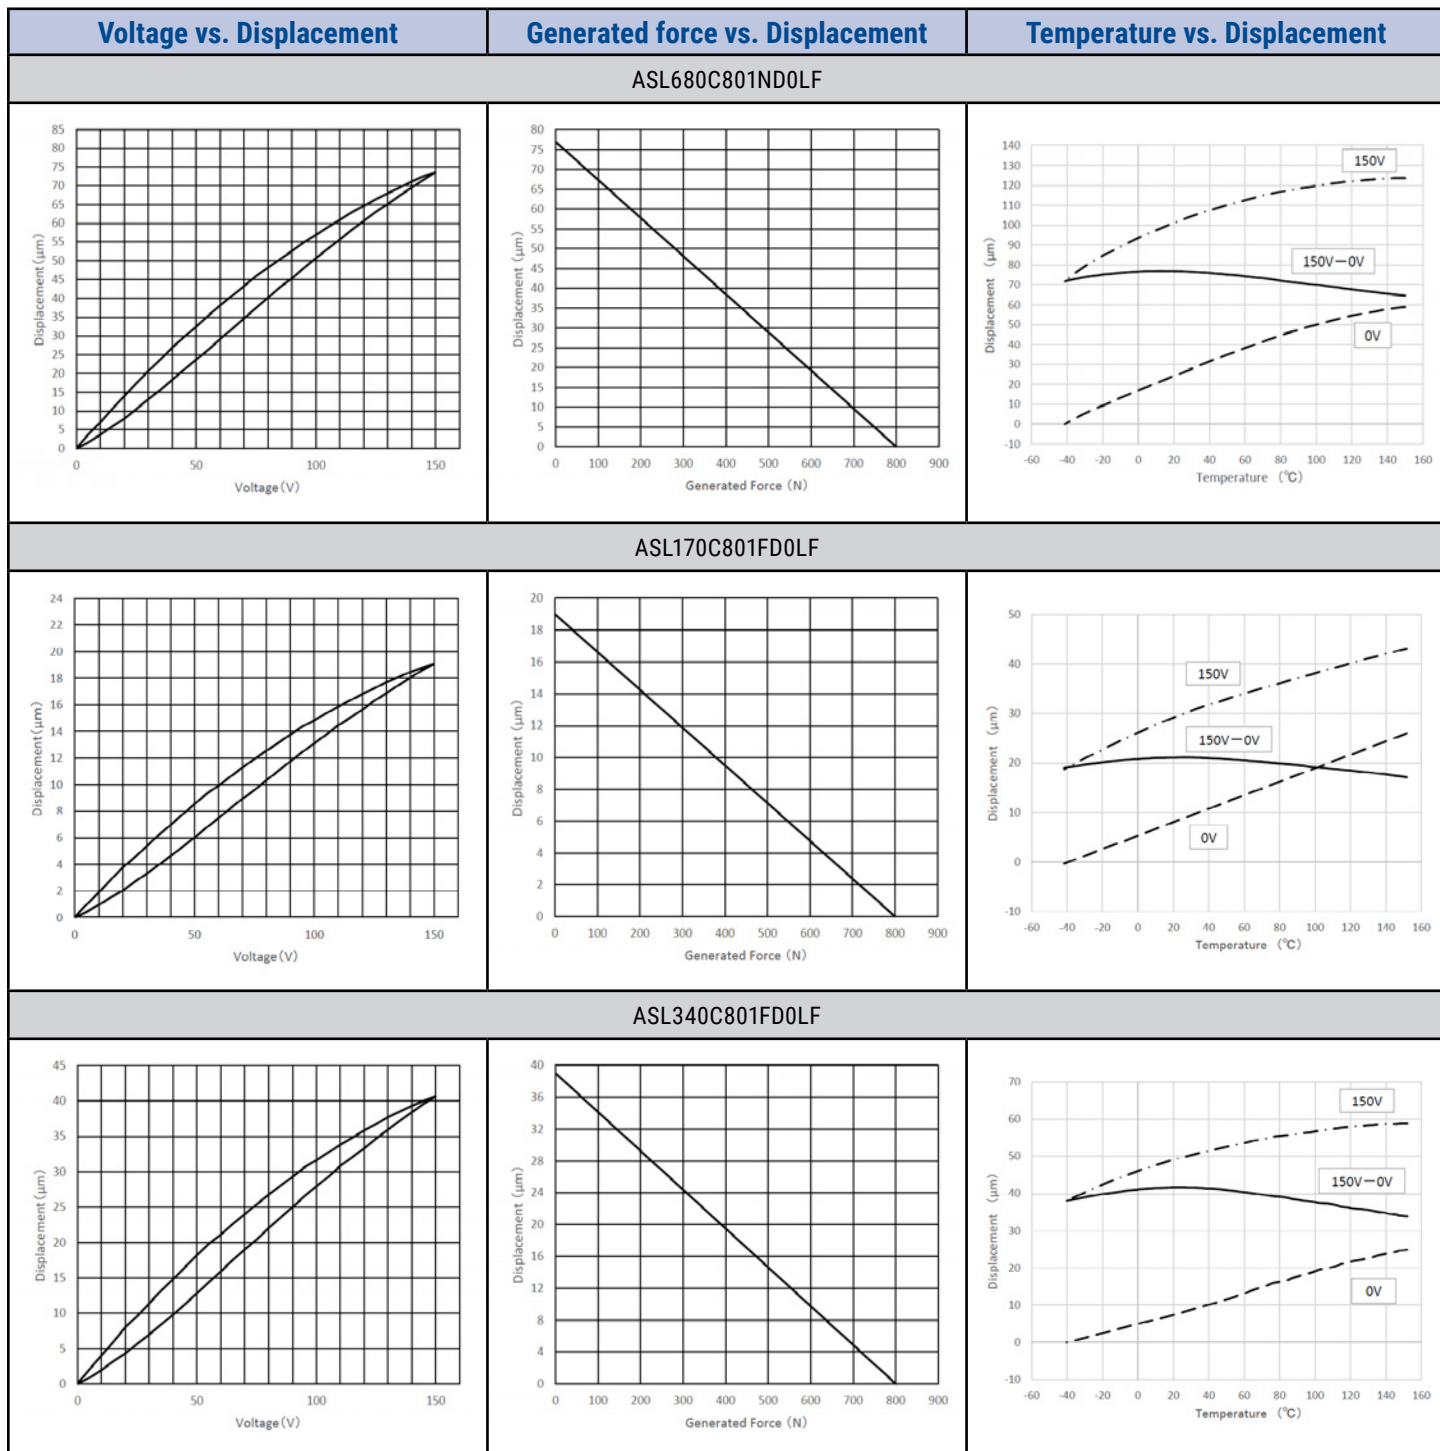 Voltage vs. Displacement
Generated force vs. Displacement
Temperature vs. Displacement
ASL680C801ND0LF
85
80
75
70
65
60
55
50
45
40
35
30
25
20
15
10
5
0
Displacement (μm)
0 50 100 150
Voltage (V)
80
75
70
65
60
55
50
45
40
35
30
25
20
15
10
5
0
Displacement (μm)
0 100 200 300 400 500 600 700 800 900
Generated Force (N)
140
130
120
110
100
90
80
70
60
50
40
30
20
10
0
-10
Displacement (μm)
150V
150V－0V
0V
-60 -40 -20 0 20 40 60 80 100 120 140 160
Temperature (℃)
ASL170C801FD0LF
24
22
20
18
16
14
12
10
8
6
4
2
0
Displacement (μm)
0 50 100 150
Voltage (V)
20
18
16
14
12
10
8
6
4
2
0
Displacement (μm)
0 100 200 300 400 500 600 700 800 900
Generated Force (N)
50
40
30
20
10
0
-10
Displacement (μm)
150V
150V－0V
0V
-60 -40 -20 0 20 40 60 80 100 120 140 160
Temperature (℃)
ASL340C801FD0LF
45
40
35
30
25
20
15
10
5
0
Displacement (μm)
0 50 100 150
Voltage (V)
40
36
32
28
24
20
16
12
8
4
0
Displacement (μm)
0 100 200 300 400 500 600 700 800 900
Generated Force (N)
70
60
50
40
30
20
10
0
-10
Displacement (μm)
150V
150V－0V
0V
-60 -40 -20 0 20 40 60 80 100 120 140 160
Temperature (℃)